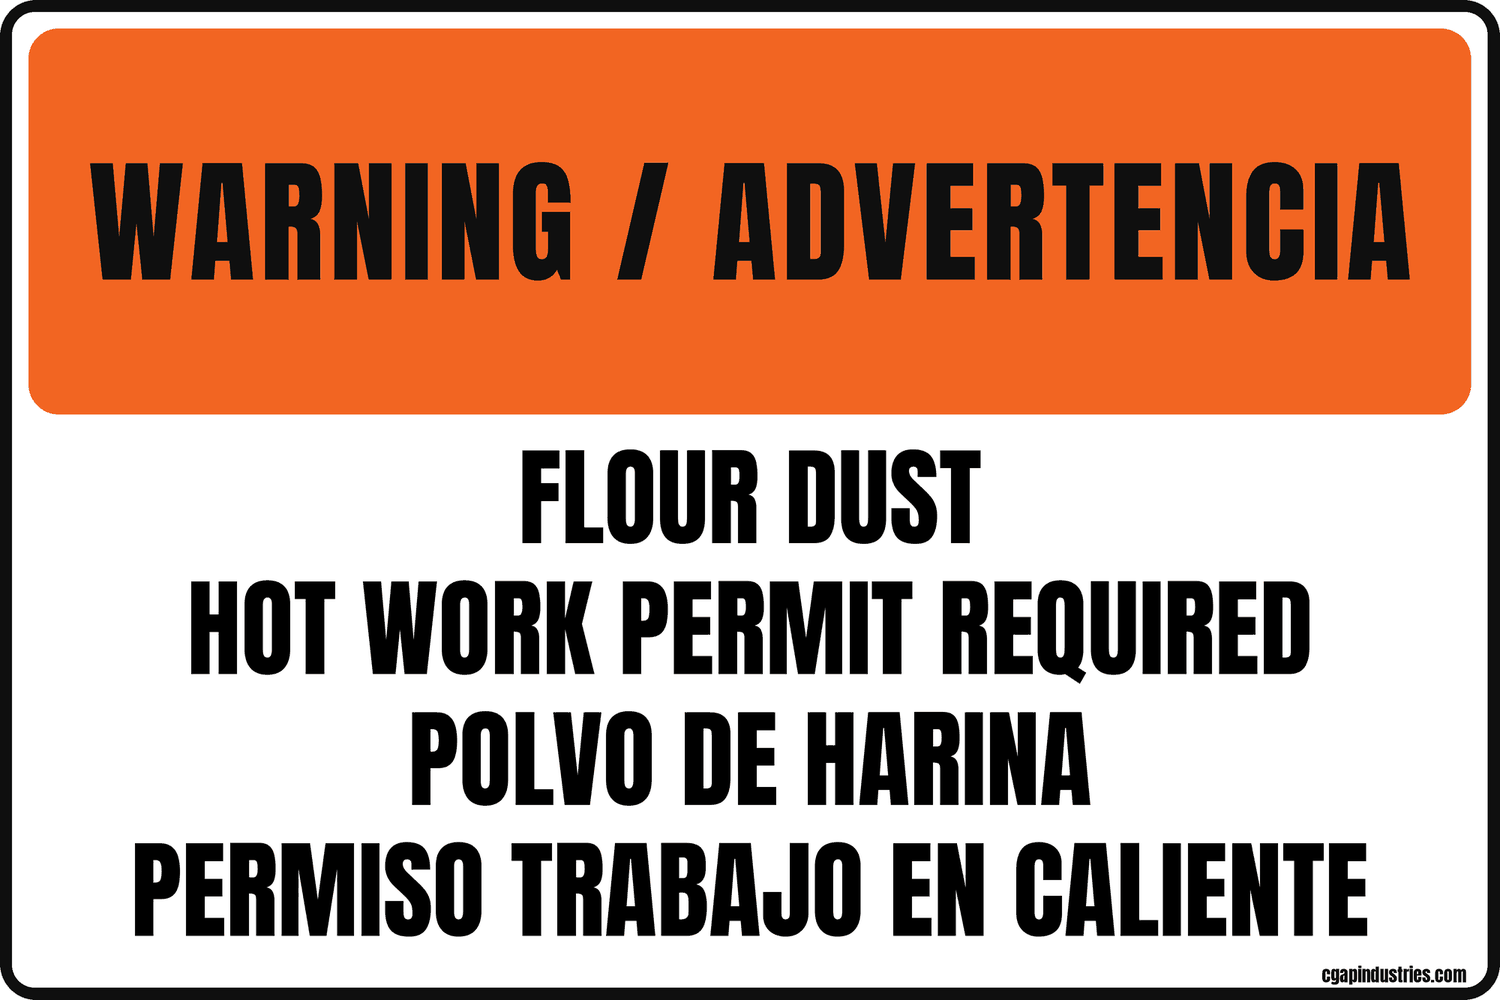 WARNING / ADVERTENCIA
FLOUR DUST
HOT WORK PERMIT REQUIRED
POLVO DE HARINA
PERMISO TRABAJO EN CALIENTE
cgapindustries.com